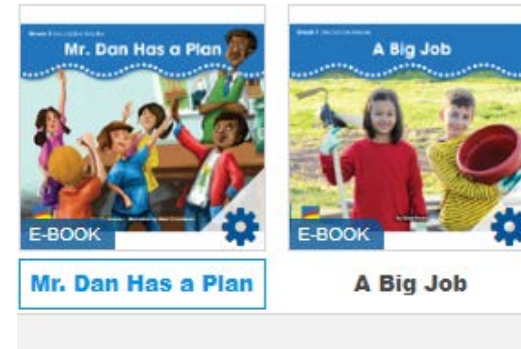 Mr. Dan Has a Plan
A Big Job
E-BOOK
E-BOOK
Mr. Dan Has a Plan
A Big Job